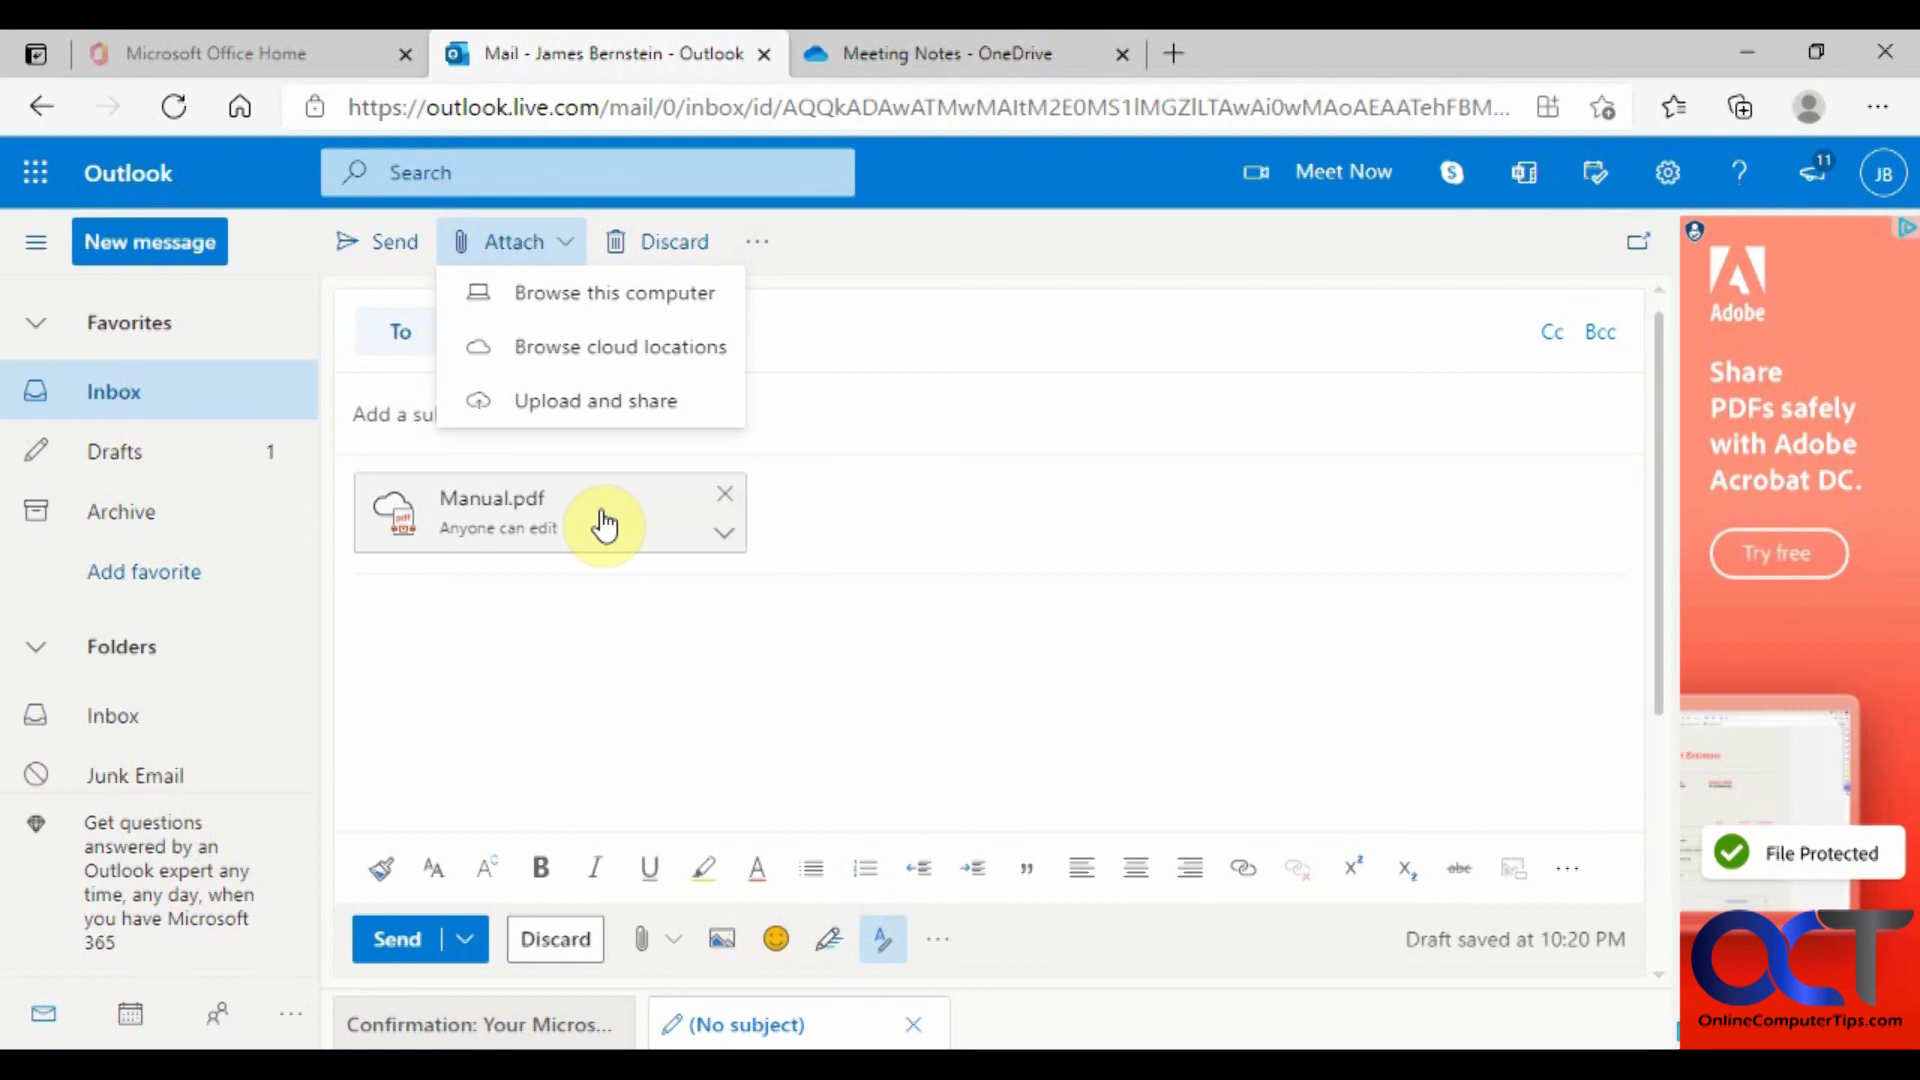 Microsoft Office Home
Mail - James Bernstein - Outlook
Meeting Notes - OneDrive
https://outlook.live.com/mail/0/inbox/id/AQQkADAwATMwMAItM2E0MS1lMGZlLTAwAi0wMAoAEAATehFBM...
Outlook
Search
Meet Now
11
JB
New message
Send
Attach
Discard
Favorites
Inbox
Drafts 1
Archive
Add favorite
Folders
Inbox
Junk Email
Get questions
answered by an
Outlook expert any
time, any day, when
you have Microsoft
365
Browse this computer
Browse cloud locations
Upload and share
To
Cc Bcc
Add a su
Manual.pdf
Anyone can edit
pdf
Send
Discard
Draft saved at 10:20 PM
Confirmation: Your Micros...
(No subject)
Adobe
Share
PDFs safely
with Adobe
Acrobat DC.
Try free
File Protected
OCT
OnlineComputerTips.com